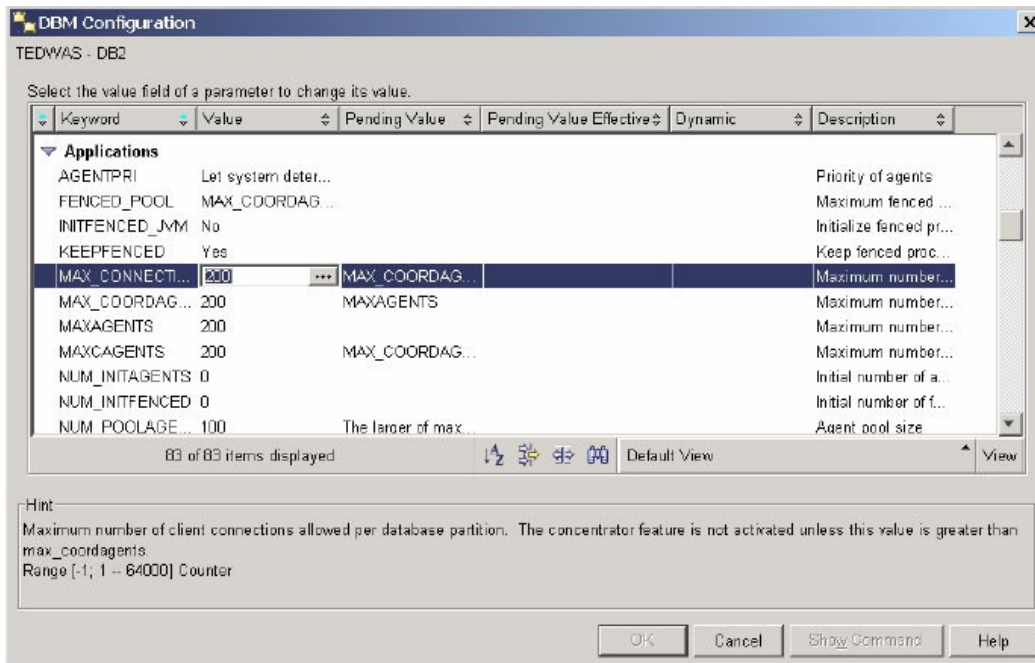 DBM Configuration
TEDWAS - DB2
Select the value field of a parameter to change its value.
Keyword Value Pending Value Pending Value Effective Dynamic Description
Applications
AGENTPRI Let system deter... Priority of agents
FENCED_POOL MAX_COORDAG... Maximum fenced ...
INITFENCED_JVM No Initialize fenced pr...
KEEPFENCED Yes Keep fenced proc...
MAX_CONNECTI... 200 ... MAX_COORDAG... Maximum number...
MAX_COORDAG... 200 MAXAGENTS Maximum number...
MAXAGENTS 200 Maximum number...
MAXCAGENTS 200 MAX_COORDAG... Maximum number...
NUM_INITAGENTS 0 Initial number of a...
NUM_INITFENCED 0 Initial number of f...
NUM_POOLAGE... 100 The larger of max... Agent pool size
83 of 83 items displayed Default View View
Hint
Maximum number of client connections allowed per database partition. The concentrator feature is not activated unless this value is greater than
max_coordagents.
Range [-1; 1 -- 64000] Counter
OK Cancel Show Command Help